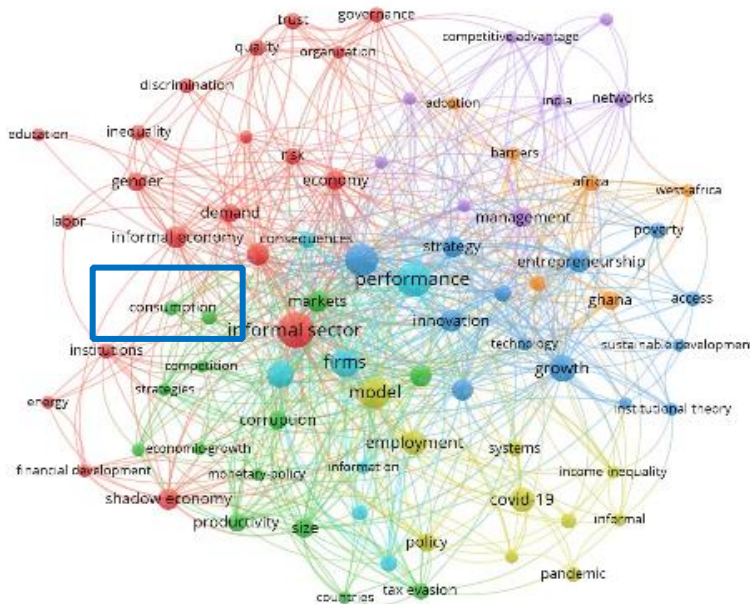 governance
trust
competitive advantage
quality
organization
discrimination
adoption
india
networks
education
inequality
risk
barriers
gender
economy
africa
west-africa
labor
demand
management
informal economy
consequences
strategy
poverty
performance
entrepreneurship
consumption
markets
ghana
access
informal sector
innovation
institutions
technology
sustainable development
competition
firms
growth
strategies
model
energy
corruption
institutional theory
economic-growth
employment
systems
financial development
monetary-policy
information
income inequality
shadow economy
covid-19
productivity
size
informal
policy
pandemic
countries
tax evasion